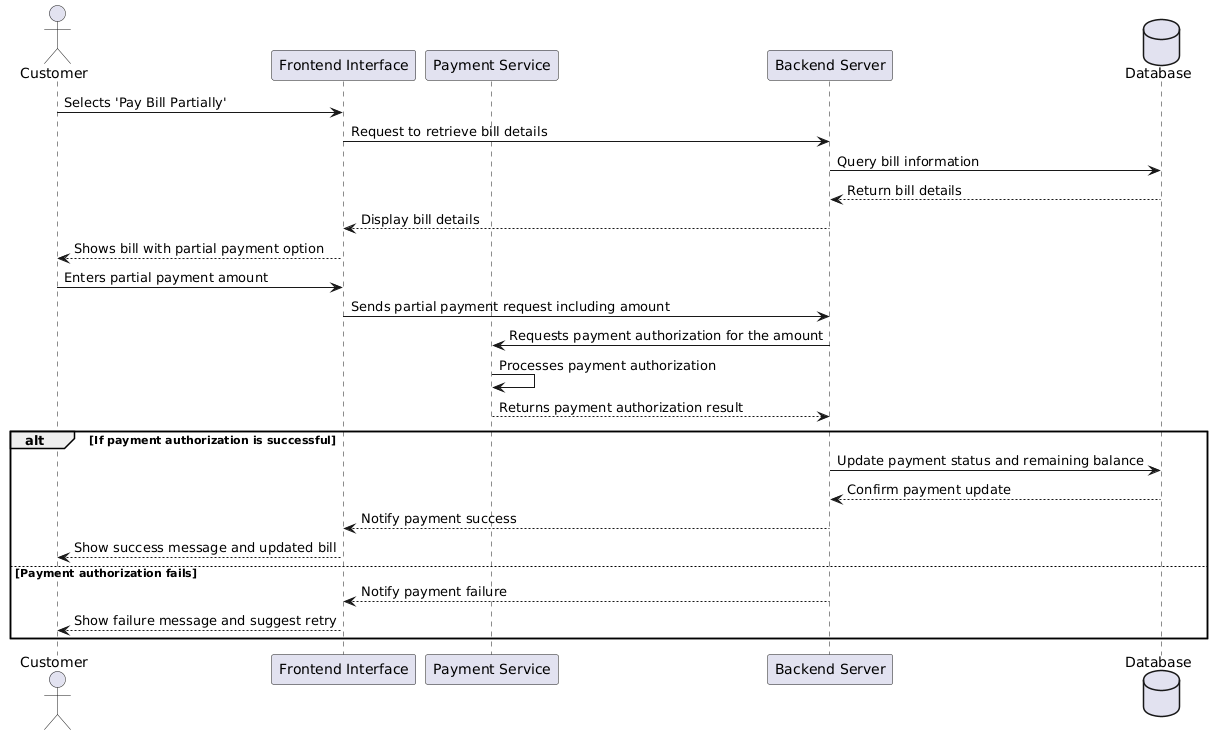 Customer
Frontend Interface
Payment Service
Backend Server
Database
Selects 'Pay Bill Partially'
Request to retrieve bill details
Query bill information
Return bill details
Display bill details
Shows bill with partial payment option
Enters partial payment amount
Sends partial payment request including amount
Requests payment authorization for the amount
Processes payment authorization
Returns payment authorization result
alt [If payment authorization is successful]
Update payment status and remaining balance
Confirm payment update
Notify payment success
Show success message and updated bill
[Payment authorization fails]
Notify payment failure
Show failure message and suggest retry
Customer
Frontend Interface
Payment Service
Backend Server
Database